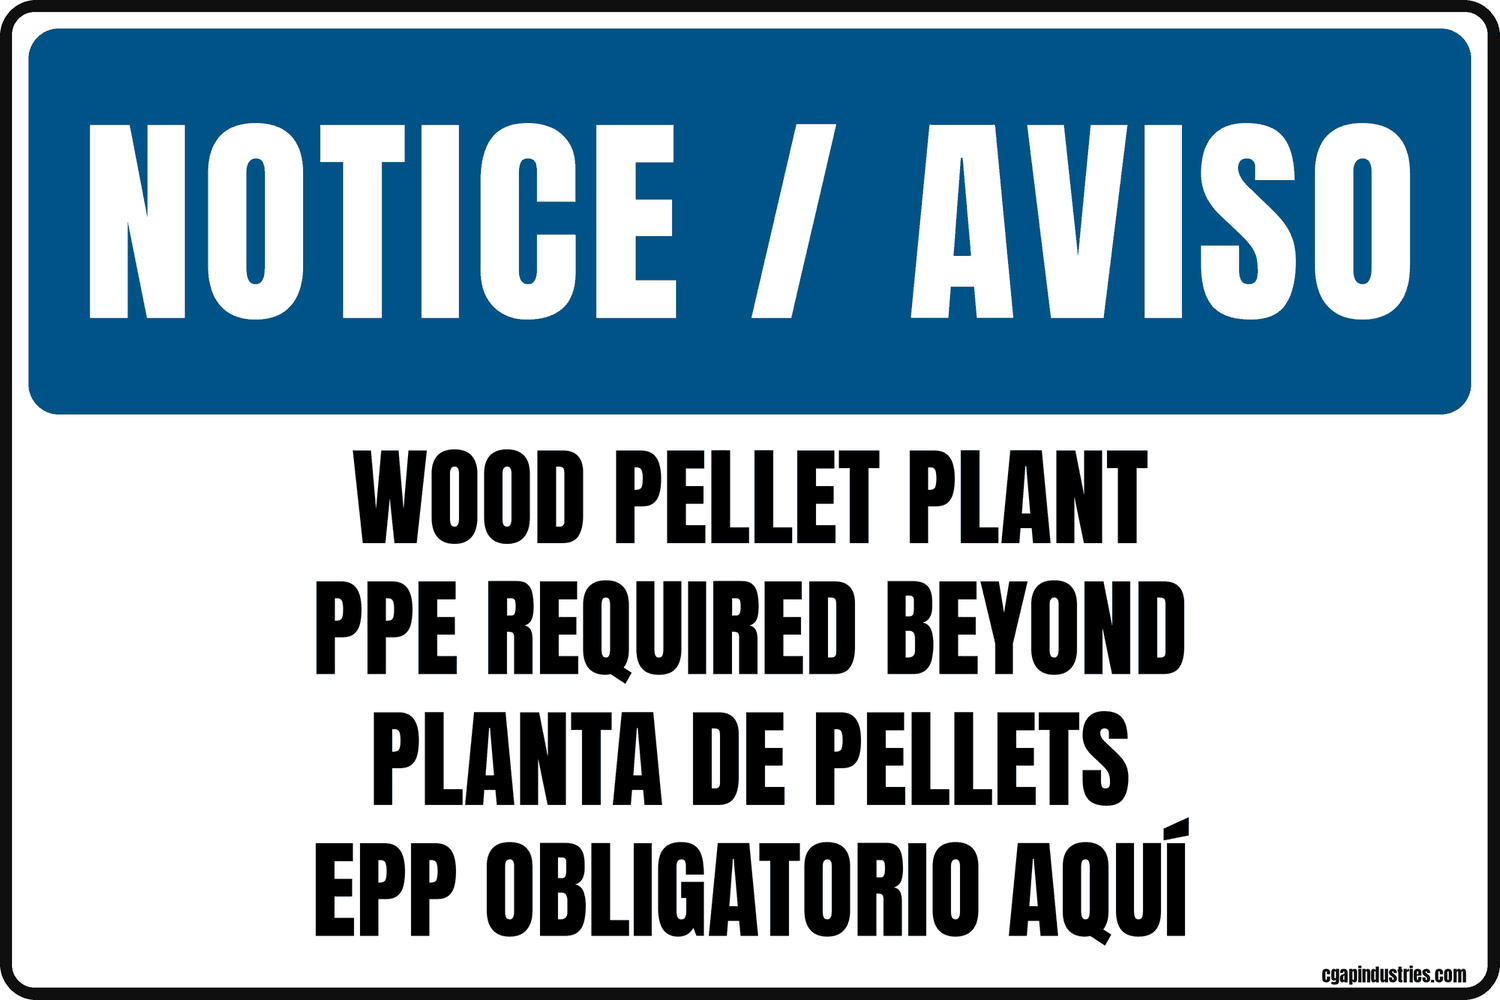 NOTICE / AVISO
WOOD PELLET PLANT
PPE REQUIRED BEYOND
PLANTA DE PELLETS
EPP OBLIGATORIO AQUÍ
cgapindustries.com